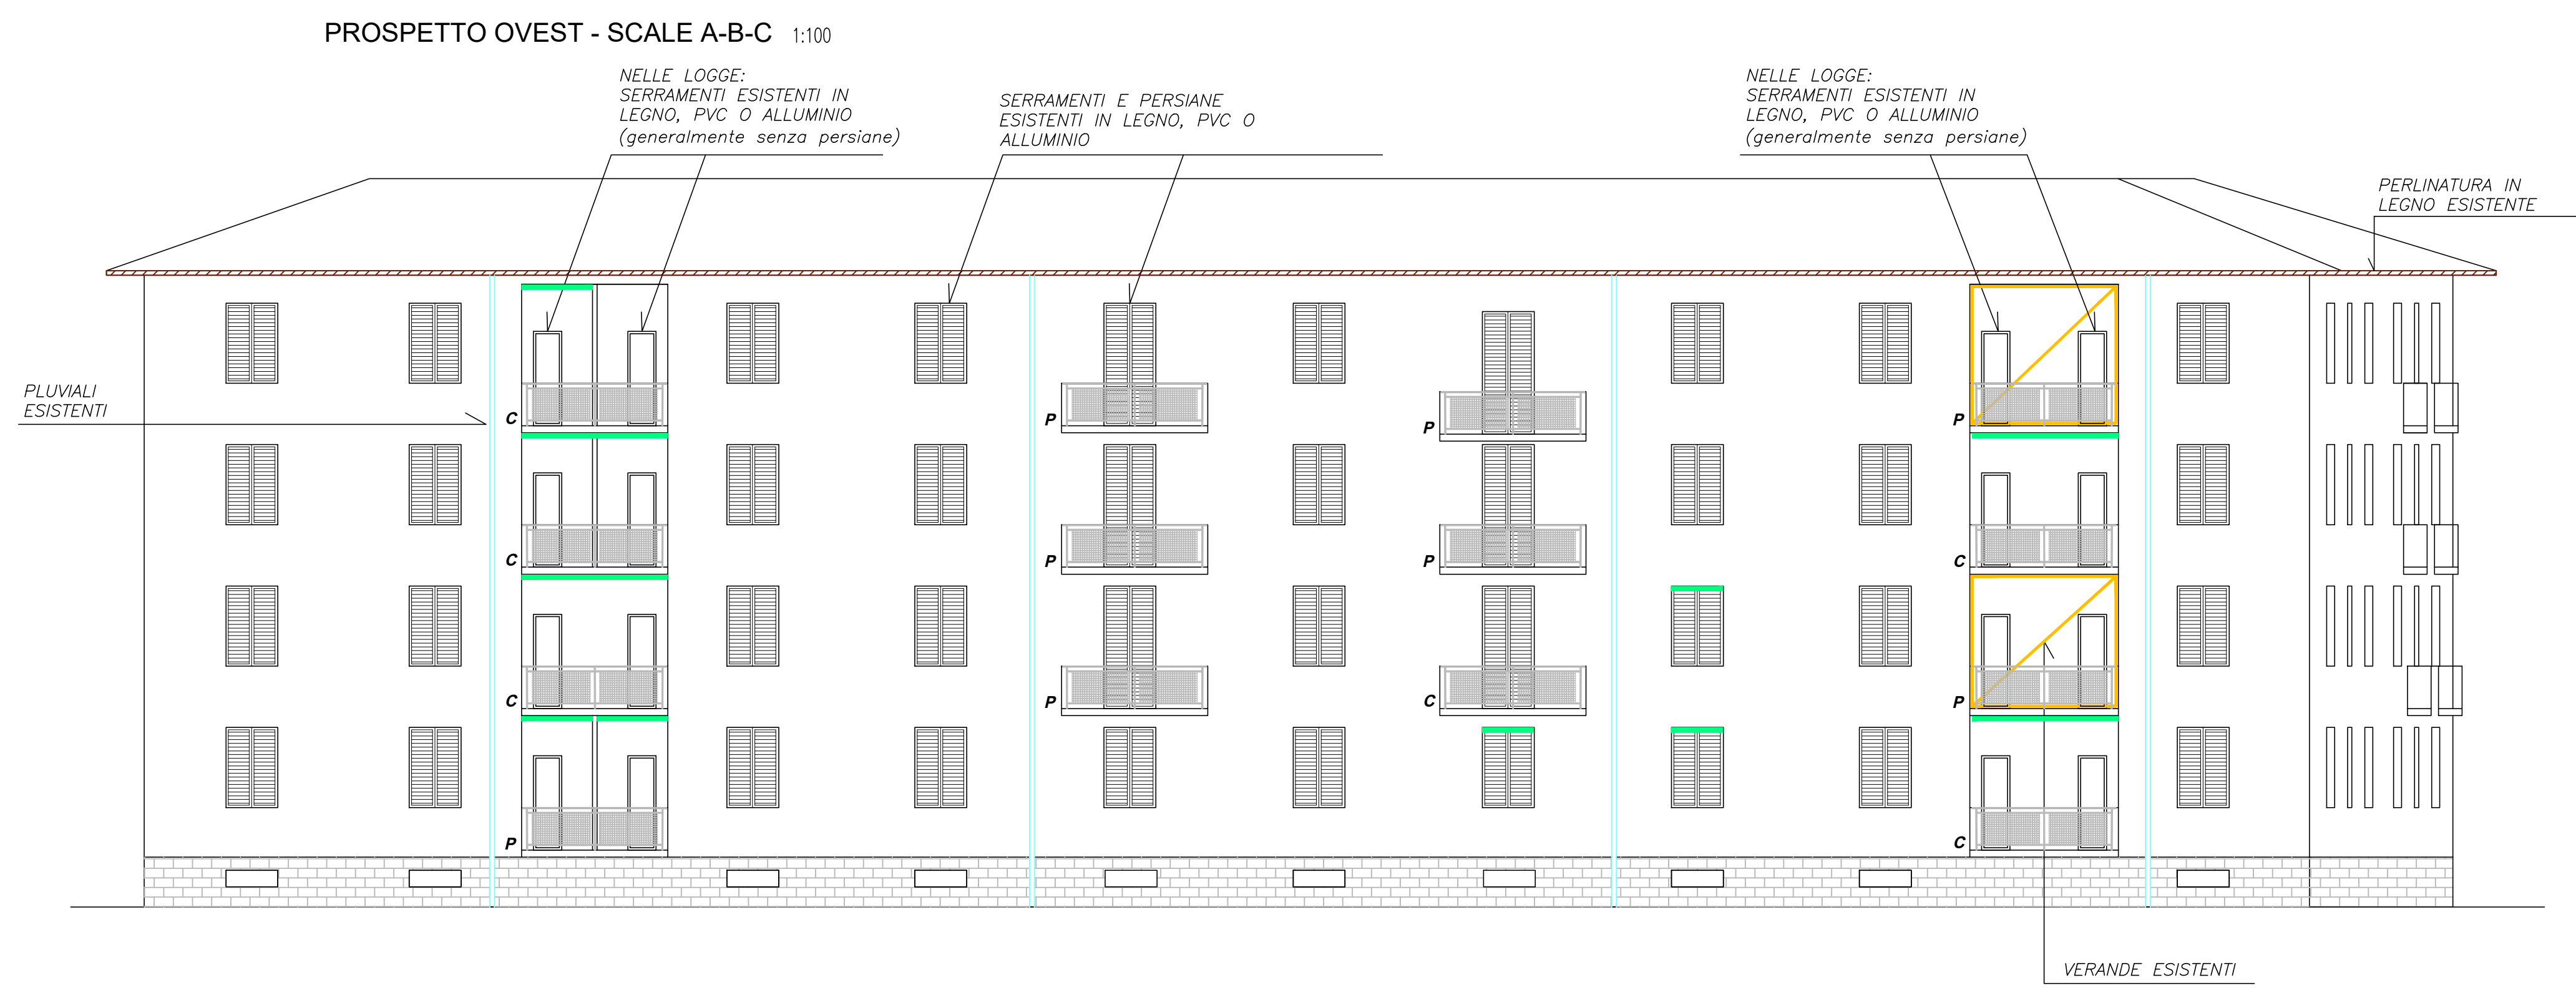 PROSPETTO OVEST - SCALE A-B-C 1:100
NELLE LOGGE:
SERRAMENTI ESISTENTI IN
LEGNO, PVC O ALLUMINIO
(generalmente senza persiane)
SERRAMENTI E PERSIANE
ESISTENTI IN LEGNO, PVC O
ALLUMINIO
NELLE LOGGE:
SERRAMENTI ESISTENTI IN
LEGNO, PVC O ALLUMINIO
(generalmente senza persiane)
PERLINATURA IN
LEGNO ESISTENTE
PLUVIALI
ESISTENTI
C P P P
C P P C
C P C P
P C
VERANDE ESISTENTI